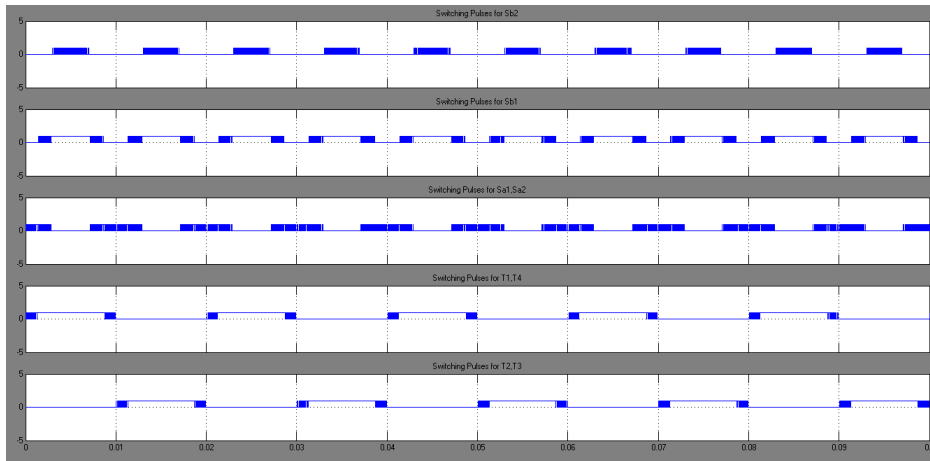 Switching Pulses for Sb2
5
0
-5
Switching Pulses for Sb1
5
0
-5
Switching Pulses for Sa1,Sa2
5
0
-5
Switching Pulses for T1,T4
5
0
-5
Switching Pulses for T2,T3
5
0
-5
0 0.01 0.02 0.03 0.04 0.05 0.06 0.07 0.08 0.09